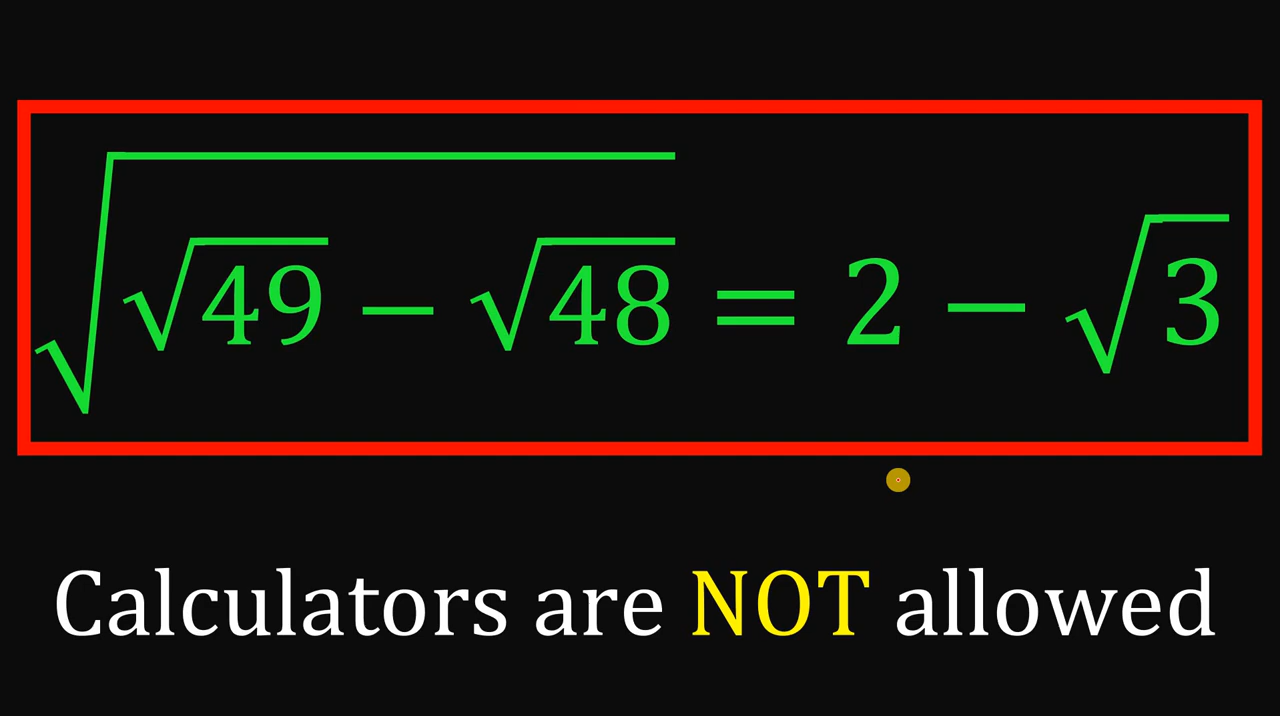 √(√49 − √48) = 2 − √3
Calculators are NOT allowed